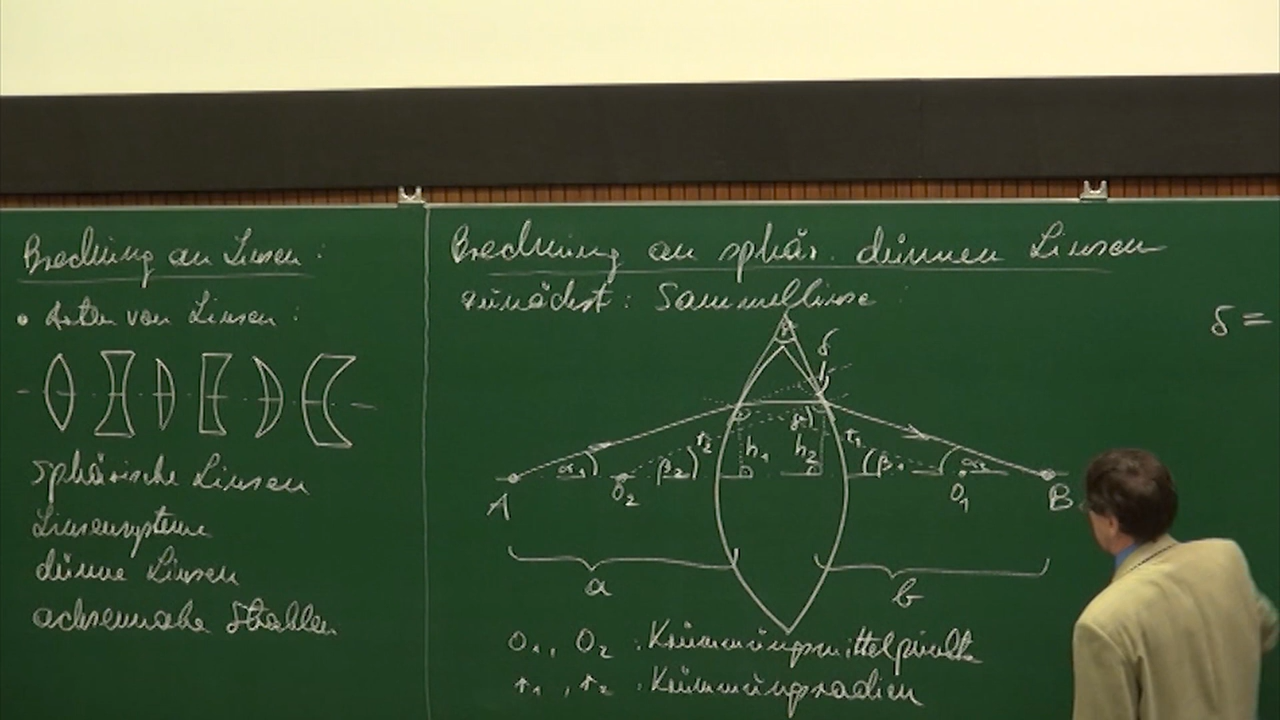 Brechung an Linsen :
• Arten von Linsen :
sphärische Linsen
Linsensysteme
dünne Linsen
achsennahe Strahlen
Brechung an sphär. dünnen Linsen
zunächst : Sammellinse :
δ
r₂ h₁ h₂ r₁
α₁ β₂ β₁ α₂
A O₂ O₁ B
a b
O₁, O₂ : Krümmungsmittelpunkte
r₁, r₂ : Krümmungsradien
δ =